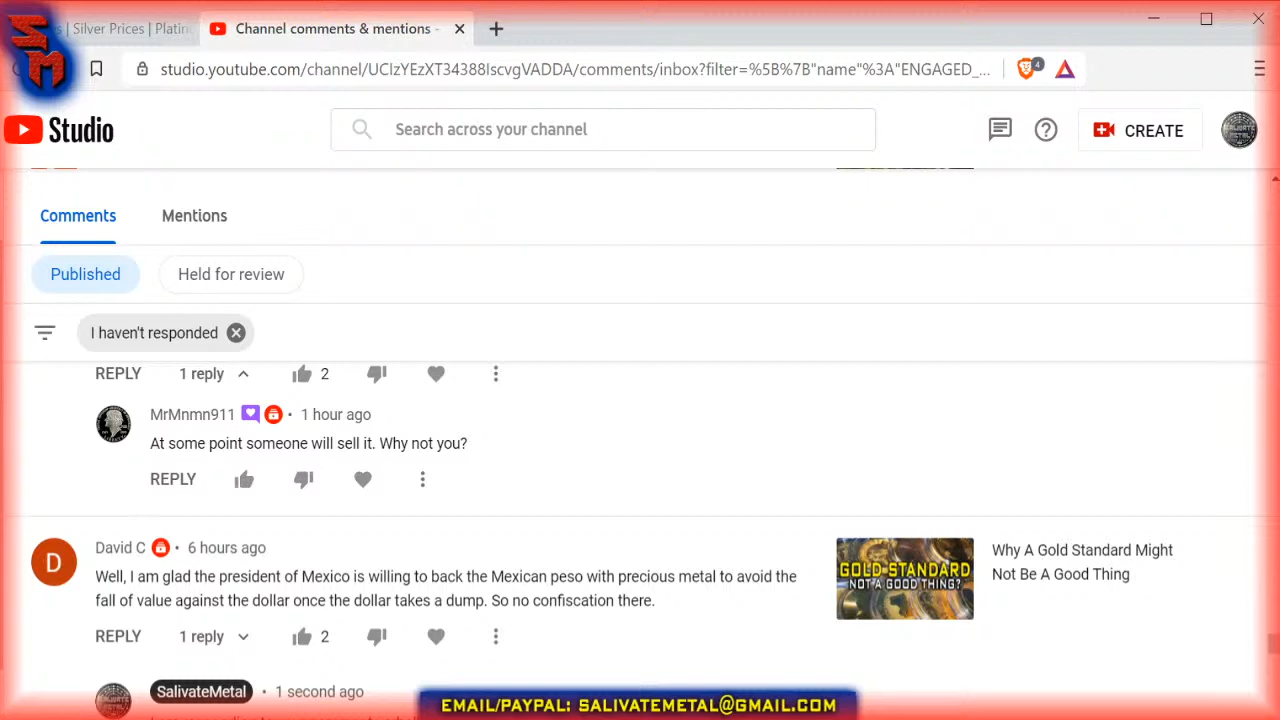 SM
s | Silver Prices | Platin
Channel comments & mentions -
studio.youtube.com/channel/UCIzYEzXT34388IscvgVADDA/comments/inbox?filter=%5B%7B"name"%3A"ENGAGED_...
4
Studio
Search across your channel
CREATE
Comments
Mentions
Published
Held for review
I haven't responded
REPLY 1 reply 2
MrMnmn911 • 1 hour ago
At some point someone will sell it. Why not you?
REPLY
D
David C • 6 hours ago
Well, I am glad the president of Mexico is willing to back the Mexican peso with precious metal to avoid the
fall of value against the dollar once the dollar takes a dump. So no confiscation there.
REPLY 1 reply 2
GOLD STANDARD
NOT A GOOD THING?
Why A Gold Standard Might
Not Be A Good Thing
SalivateMetal • 1 second ago
EMAIL/PAYPAL: SALIVATEMETAL@GMAIL.COM